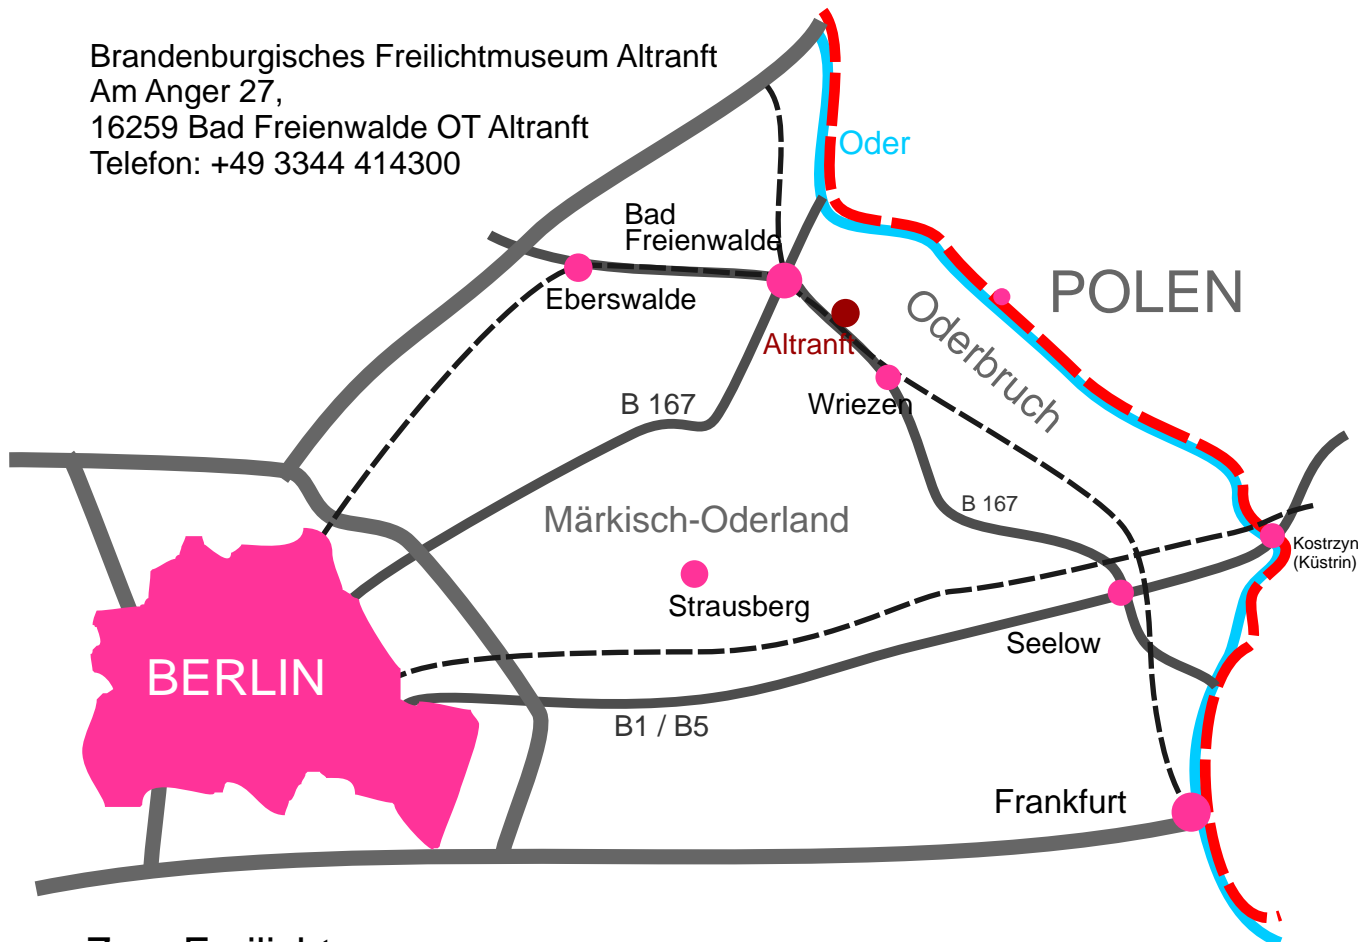 Brandenburgisches Freilichtmuseum Altranft
Am Anger 27,
16259 Bad Freienwalde OT Altranft
Telefon: +49 3344 414300
Oder
Bad
Freienwalde
Eberswalde
POLEN
Oderbruch
Altranft
Wriezen
B 167
B 167
Märkisch-Oderland
Kostrzyn
(Küstrin)
Strausberg
Seelow
BERLIN
B1 / B5
Frankfurt